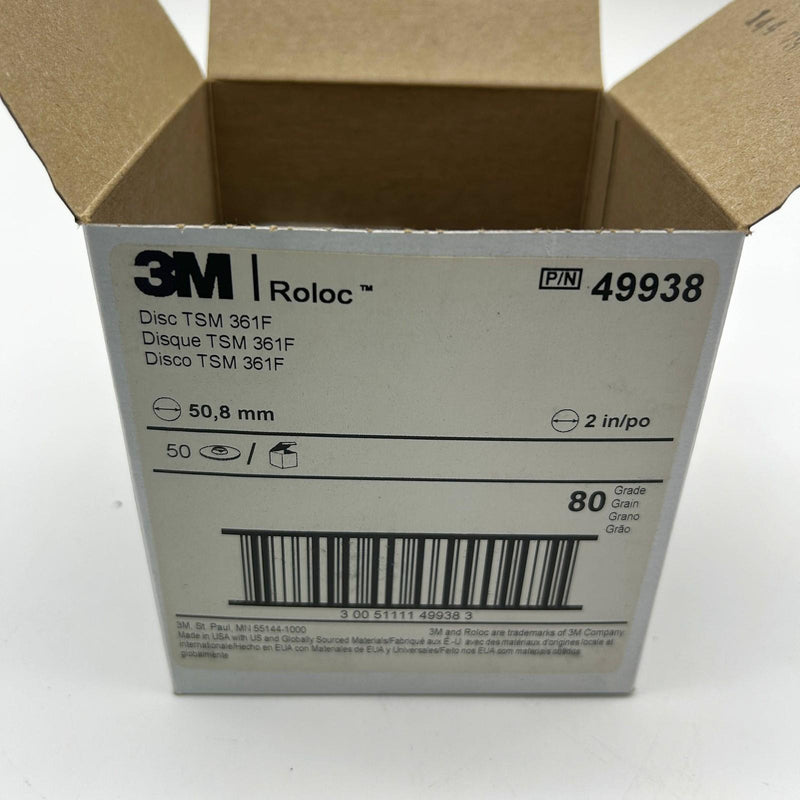 3M | Roloc™
P/N 49938
Disc TSM 361F
Disque TSM 361F
Disco TSM 361F
50,8 mm
2 in/po
50 /
80 Grade
Grain
Grano
Grão
3 00 51111 49938 3
3M, St. Paul, MN 55144-1000
3M and Roloc are trademarks of 3M Company.
Made in USA with US and Globally Sourced Materials/Fabriqué aux E.-U avec des matériaux d'origines locale et
internationale/Hecho en EUA con Materiales de EUA y Universales/Feito nos EUA com materiais obtidos
globalmente